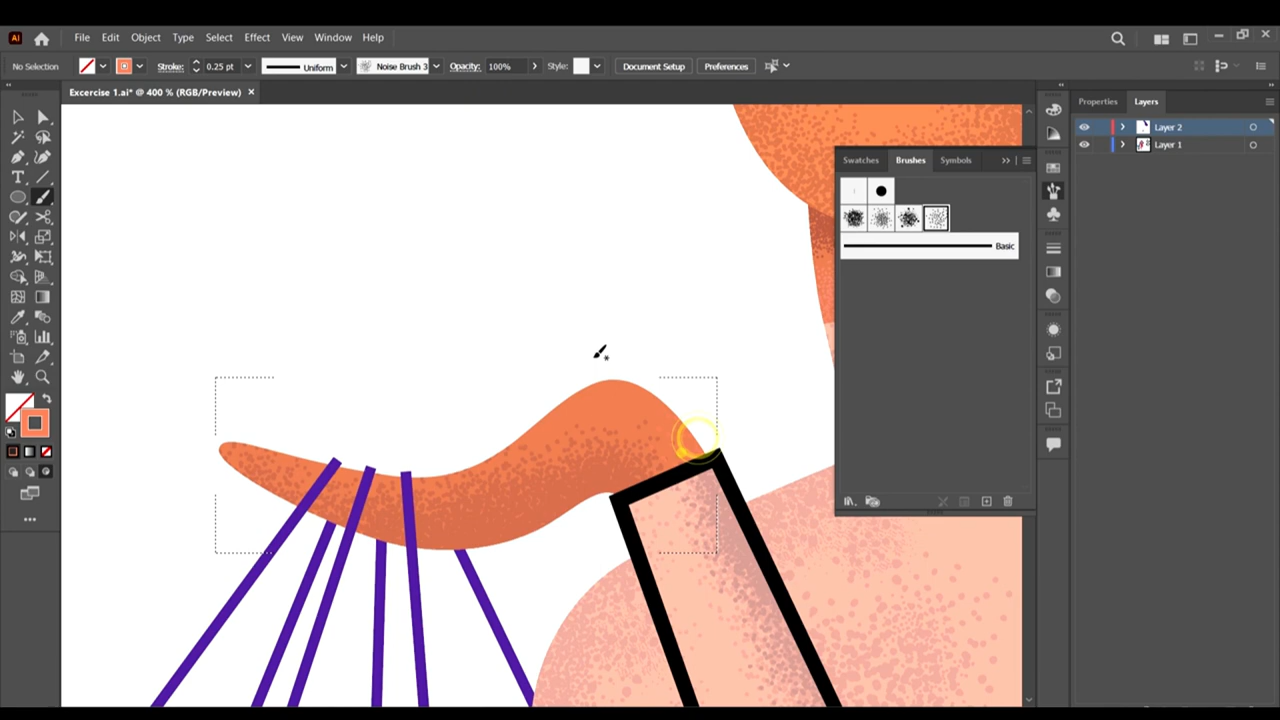 Ai File Edit Object Type Select Effect View Window Help
No Selection Stroke: 0.25 pt Uniform Noise Brush 3 Opacity: 100% Style: Document Setup Preferences
Excercise 1.ai* @ 400 % (RGB/Preview)
Properties Layers
Layer 2
Layer 1
Swatches Brushes Symbols
Basic